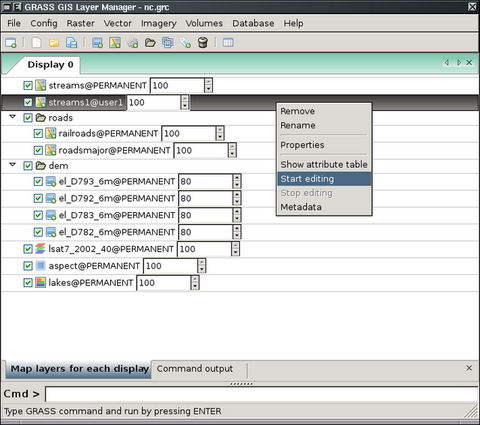 GRASS GIS Layer Manager - nc.grc
File Config Raster Vector Imagery Volumes Database Help
Display 0
streams@PERMANENT 100
streams1@user1 100
roads
railroads@PERMANENT 100
roadsmajor@PERMANENT 100
dem
el_D793_6m@PERMANENT 80
el_D792_6m@PERMANENT 80
el_D783_6m@PERMANENT 80
el_D782_6m@PERMANENT 80
lsat7_2002_40@PERMANENT 100
aspect@PERMANENT 100
lakes@PERMANENT 100
Remove
Rename
Properties
Show attribute table
Start editing
Stop editing
Metadata
Map layers for each display Command output
Cmd >
Type GRASS command and run by pressing ENTER